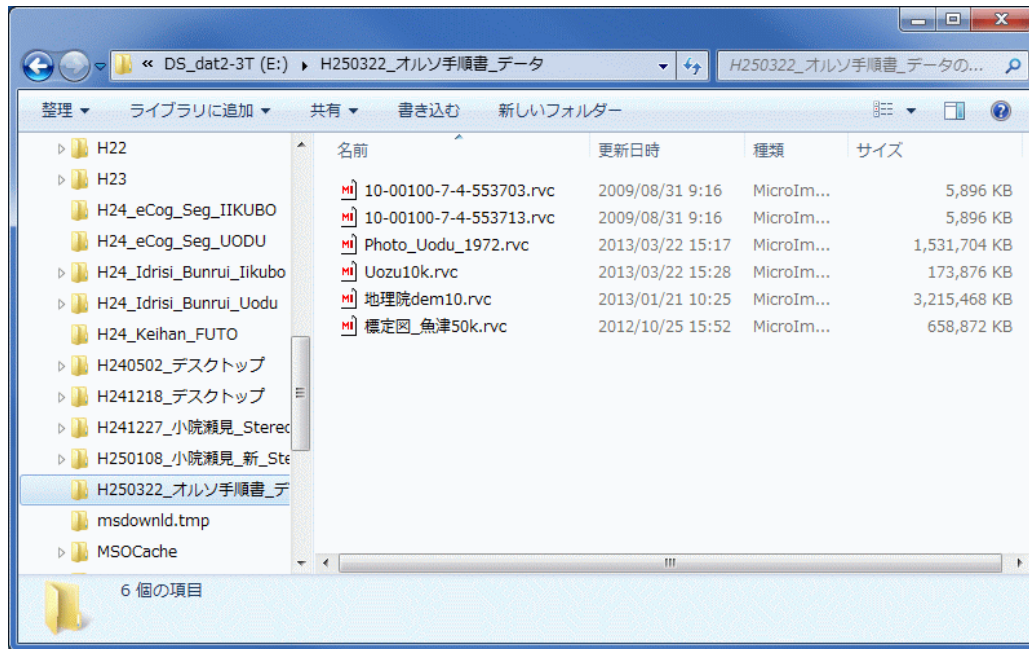 « DS_dat2-3T (E:) ▸ H250322_オルソ手順書_データ
H250322_オルソ手順書_データの...
整理 ライブラリに追加 共有 書き込む 新しいフォルダー
H22
H23
H24_eCog_Seg_IIKUBO
H24_eCog_Seg_UODU
H24_Idrisi_Bunrui_Iikubo
H24_Idrisi_Bunrui_Uodu
H24_Keihan_FUTO
H240502_デスクトップ
H241218_デスクトップ
H241227_小院瀬見_Stereo
H250108_小院瀬見_新_Ste
H250322_オルソ手順書_デ
msdownld.tmp
MSOCache
名前 更新日時 種類 サイズ
10-00100-7-4-553703.rvc 2009/08/31 9:16 MicroIm... 5,896 KB
10-00100-7-4-553713.rvc 2009/08/31 9:16 MicroIm... 5,896 KB
Photo_Uodu_1972.rvc 2013/03/22 15:17 MicroIm... 1,531,704 KB
Uozu10k.rvc 2013/03/22 15:28 MicroIm... 173,876 KB
地理院dem10.rvc 2013/01/21 10:25 MicroIm... 3,215,468 KB
標定図_魚津50k.rvc 2012/10/25 15:52 MicroIm... 658,872 KB
6 個の項目